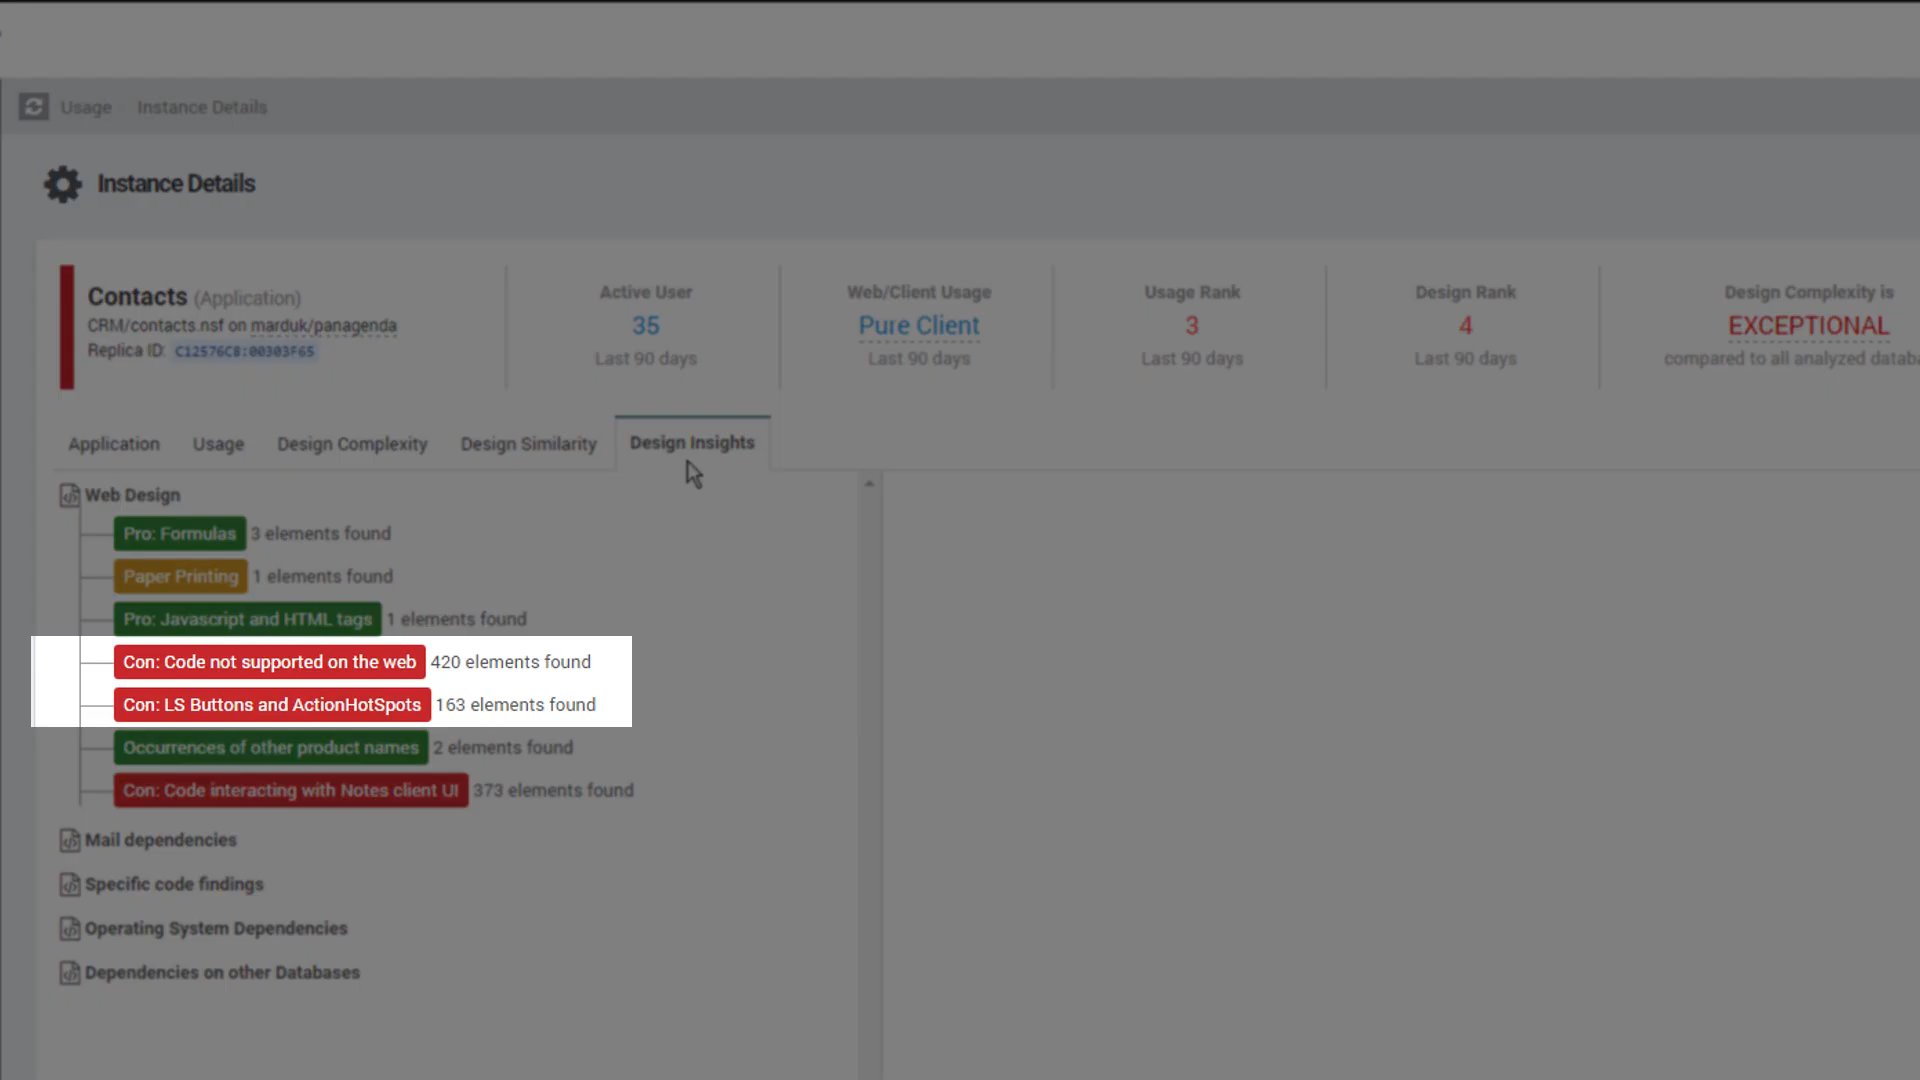 Usage Instance Details
Instance Details
Contacts (Application)
CRM/contacts.nsf on marduk/panagenda
Replica ID: C12576CB:00303F65
Active User
35
Last 90 days
Web/Client Usage
Pure Client
Last 90 days
Usage Rank
3
Last 90 days
Design Rank
4
Last 90 days
Design Complexity is
EXCEPTIONAL
compared to all analyzed databa
Application Usage Design Complexity Design Similarity Design Insights
Web Design
Pro: Formulas 3 elements found
Paper Printing 1 elements found
Pro: Javascript and HTML tags 1 elements found
Con: Code not supported on the web 420 elements found
Con: LS Buttons and ActionHotSpots 163 elements found
Occurrences of other product names 2 elements found
Con: Code interacting with Notes client UI 373 elements found
Mail dependencies
Specific code findings
Operating System Dependencies
Dependencies on other Databases